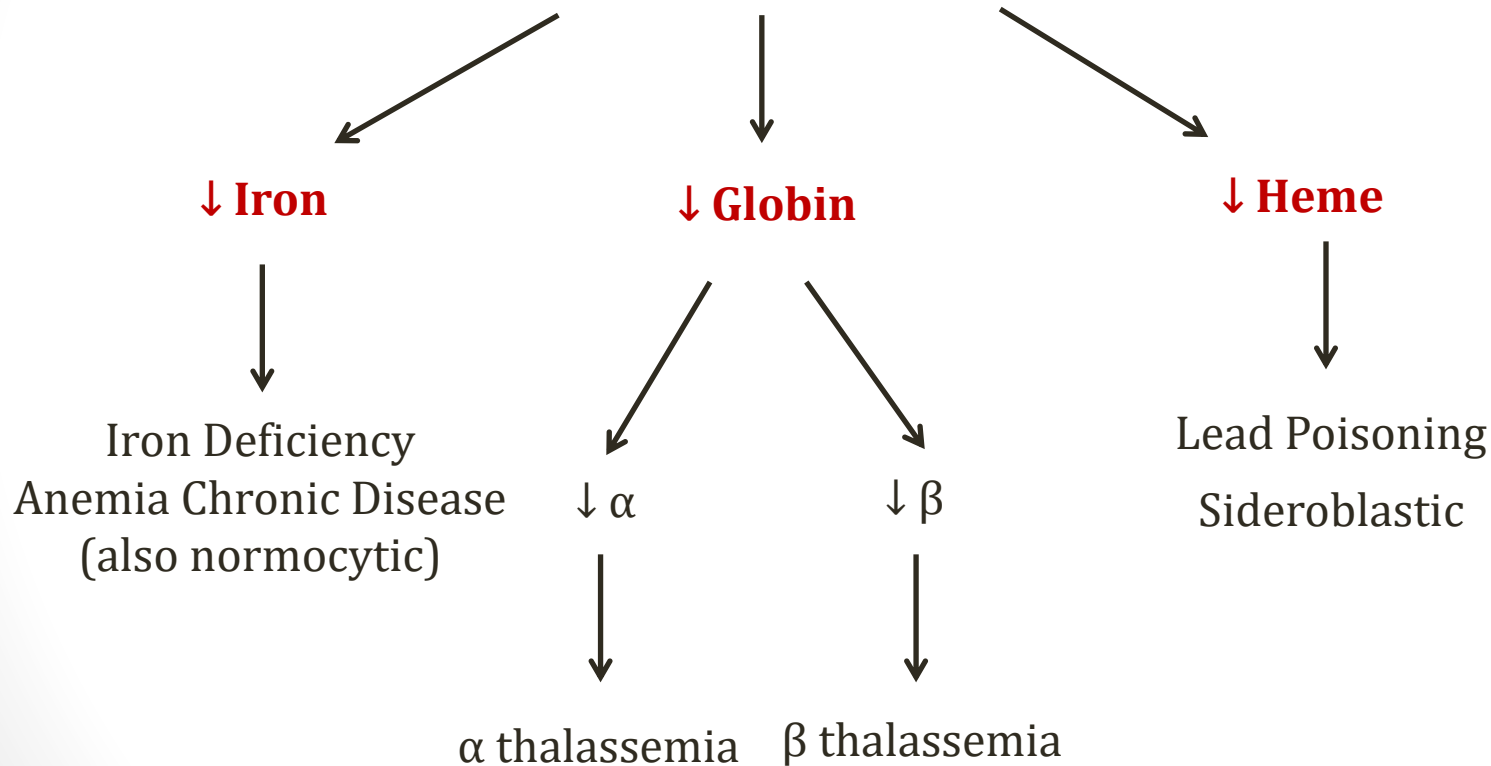 ↓ Iron
↓ Globin
↓ Heme
Iron Deficiency
Anemia Chronic Disease
(also normocytic)
↓ α
↓ β
Lead Poisoning
Sideroblastic
α thalassemia
β thalassemia